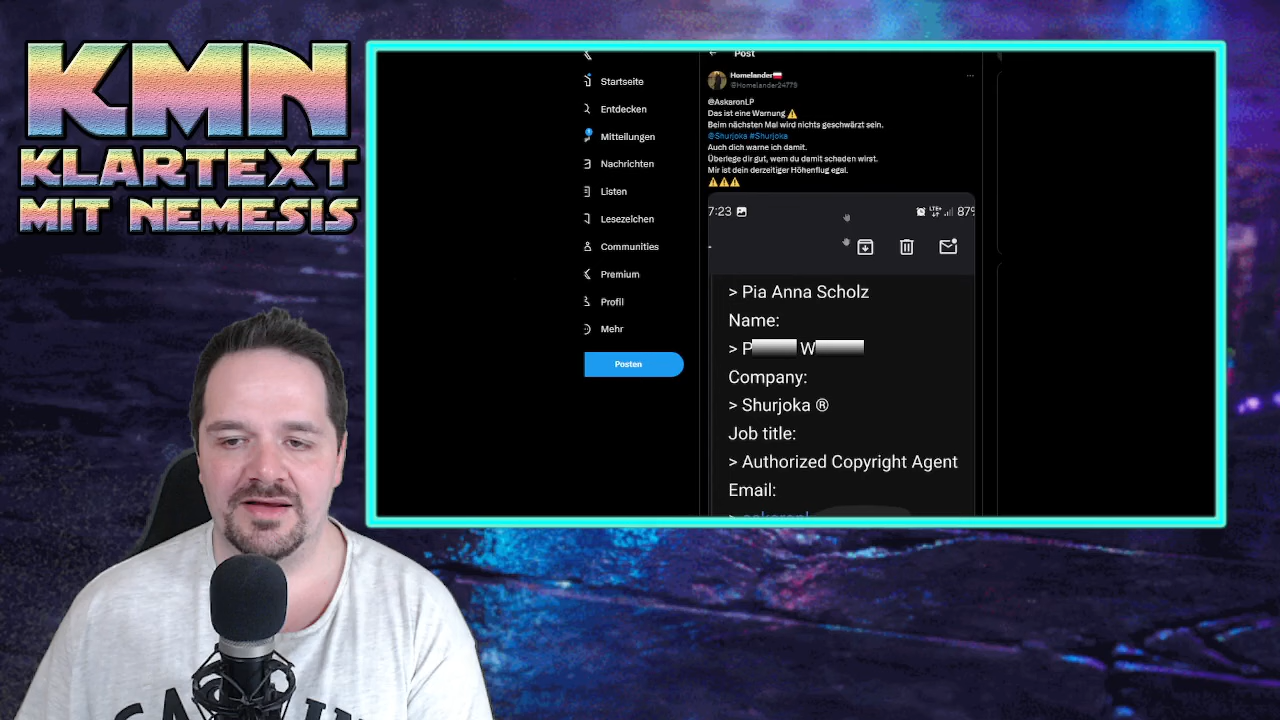 KMN
KLARTEXT
MIT NEMESIS
Post
Startseite
Entdecken
Mitteilungen
Nachrichten
Listen
Lesezeichen
Communities
Premium
Profil
Mehr
Posten
Homelander
@Homelander24779
@AskaronLP
Das ist eine Warnung ⚠️
Beim nächsten Mal wird nichts geschwärzt sein.
@Shurjoka #Shurjoka
Auch dich warne ich damit.
Überlege dir gut, wem du damit schaden wirst.
Mir ist dein derzeitiger Höhenflug egal.
⚠️⚠️⚠️
7:23
LTE+
87%
> Pia Anna Scholz
Name:
> P W
Company:
> Shurjoka ®
Job title:
> Authorized Copyright Agent
Email:
>